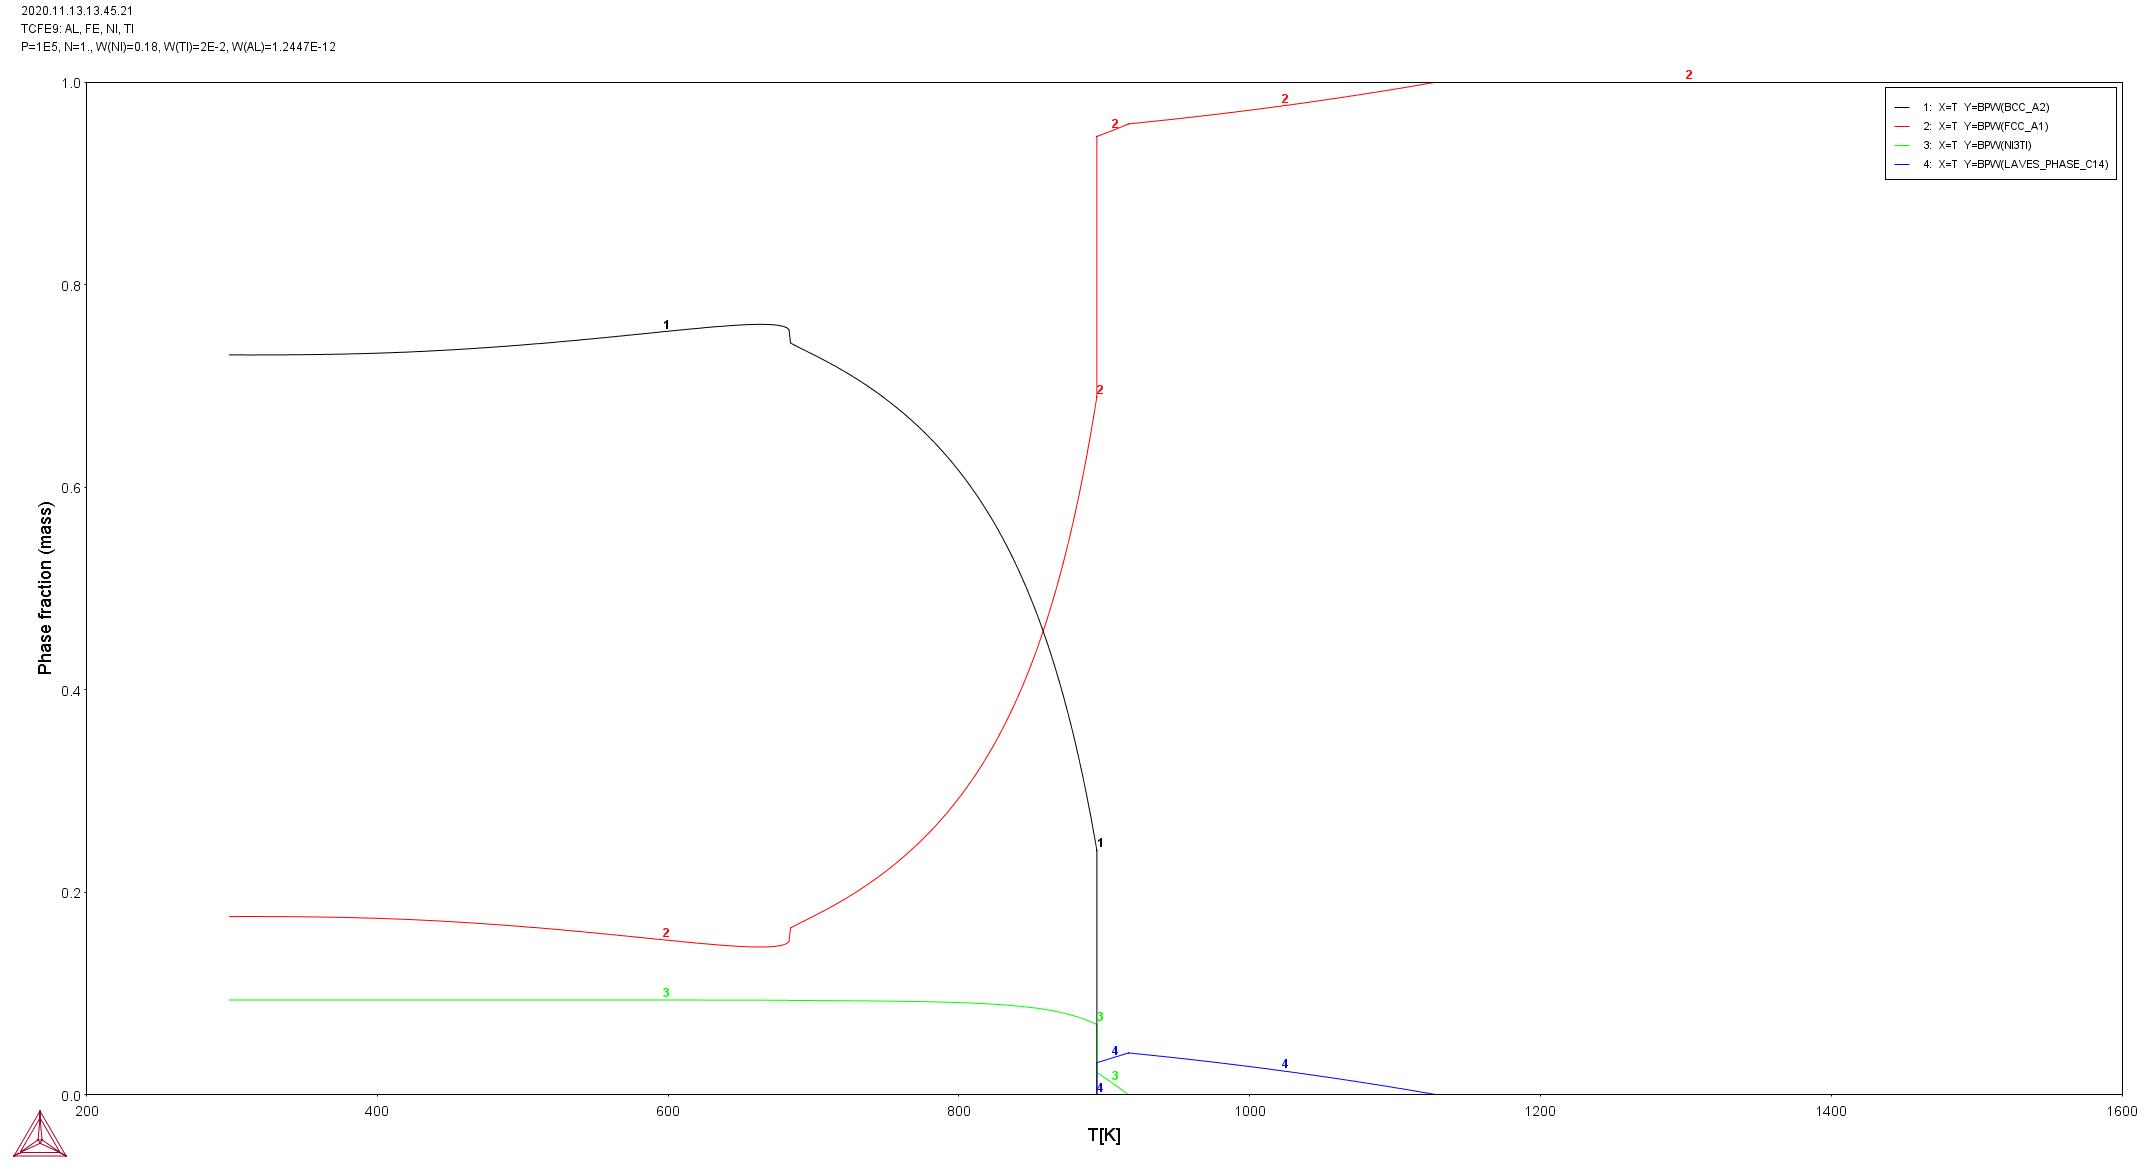 2020.11.13.13.45.21
TCFE9: AL, FE, NI, TI
P=1E5, N=1., W(NI)=0.18, W(TI)=2E-2, W(AL)=1.2447E-12
2
1.0
2
2
1: X=T Y=BPW(BCC_A2)
2: X=T Y=BPW(FCC_A1)
3: X=T Y=BPW(NI3TI)
4: X=T Y=BPW(LAVES_PHASE_C14)
0.8
1
2
0.6
Phase fraction (mass)
0.4
1
0.2
2
3
3
4
4
3
4
0.0
200 400 600 800 1000 1200 1400 1600
T[K]